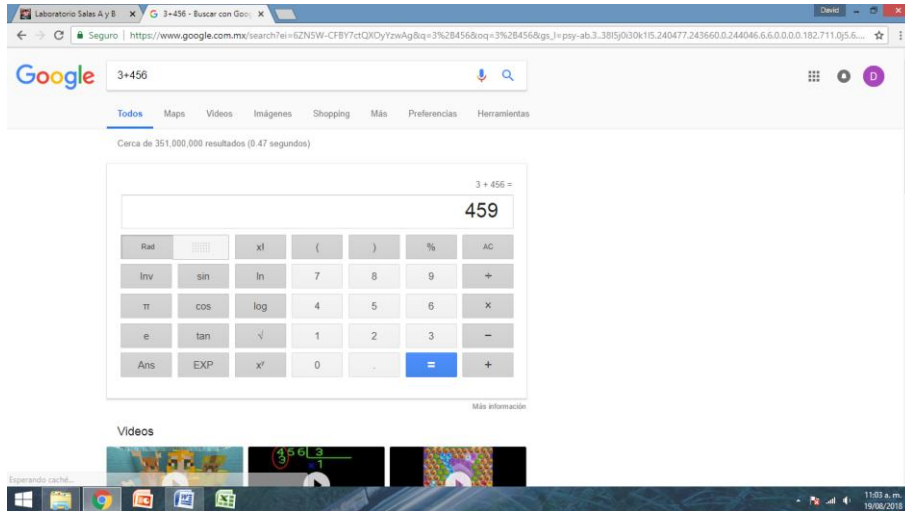 Laboratorio Sales A y B
3+456 - Buscar con Goo
David
Seguro | https://www.google.com.mx/search?ei=6ZN5W-CFBY7ctQXOyYzwAg&q=3%2B456&oq=3%2B456&gs_l=psy-ab.3..38l5j0i30k1l5.240477.243660.0.244046.6.6.0.0.0.0.182.711.0j5.6....
Google
3+456
D
Todos Maps Videos Imágenes Shopping Más Preferencias Herramientas
Cerca de 351,000,000 resultados (0.47 segundos)
3 + 456 =
459
Rad x! ( ) % AC
Inv sin ln 7 8 9 ÷
π cos log 4 5 6 ×
e tan √ 1 2 3 −
Ans EXP xʸ 0 . = +
Más información
Videos
456 3
3 1
Esperando caché...
11:03 a. m.
19/08/2018